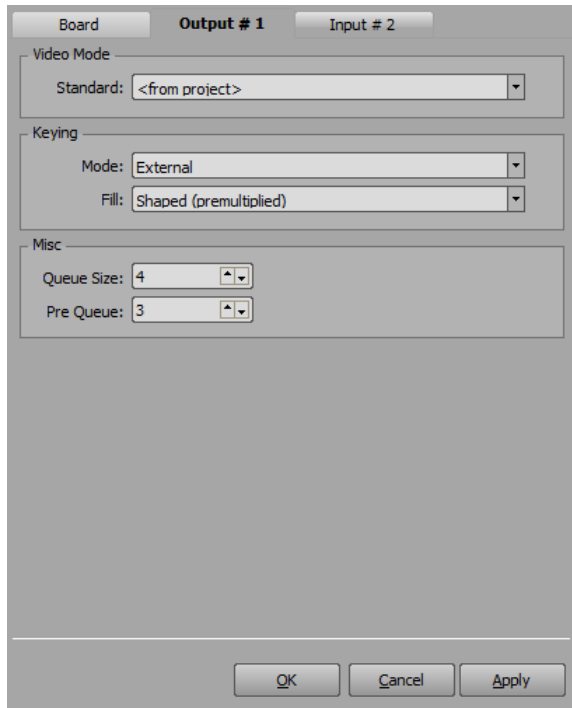 Board Output # 1 Input # 2
Video Mode
Standard: <from project>
Keying
Mode: External
Fill: Shaped (premultiplied)
Misc
Queue Size: 4
Pre Queue: 3
OK Cancel Apply